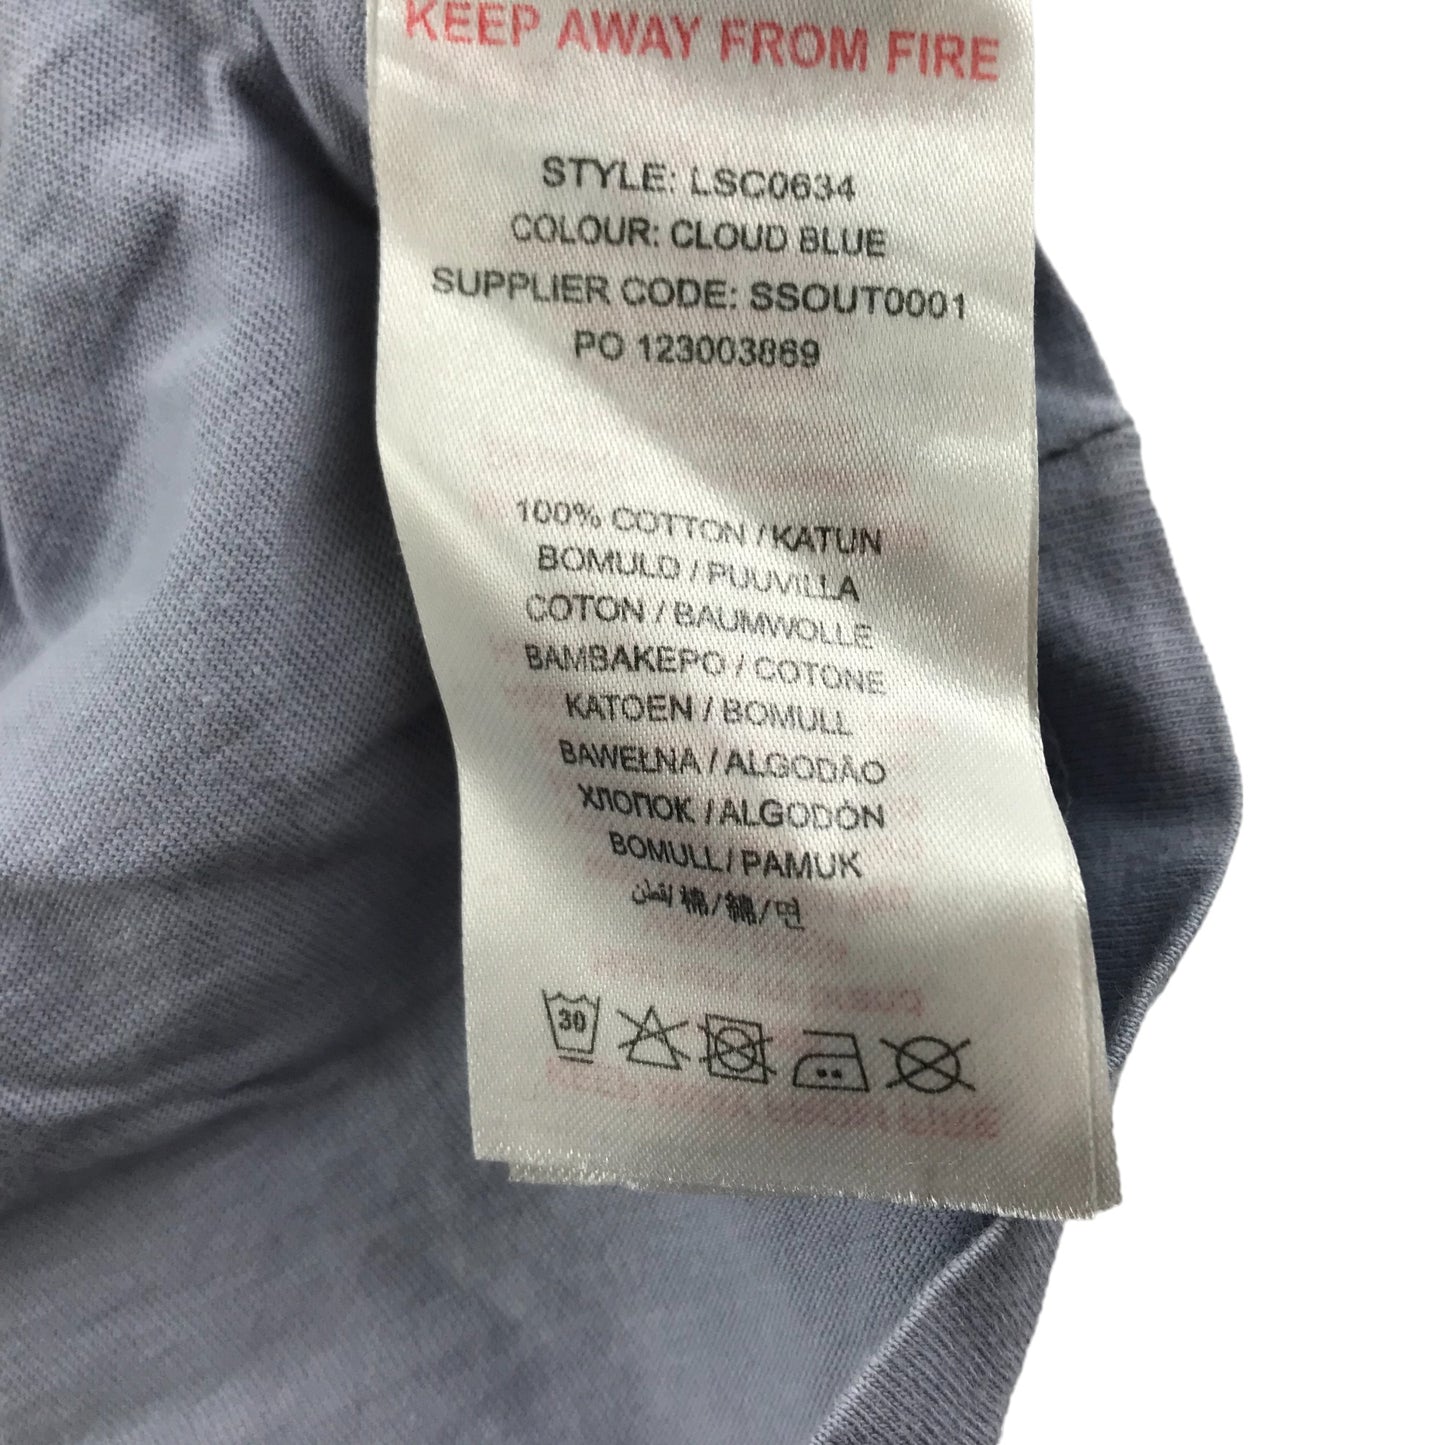 KEEP AWAY FROM FIRE
STYLE: LSC0634
COLOUR: CLOUD BLUE
SUPPLIER CODE: SSOUT0001
PO 123003869
100% COTTON / KATUN
BOMULD / PUUVILLA
COTON / BAUMWOLLE
BAMBAKEPO / COTONE
KATOEN / BOMULL
BAWEŁNA / ALGODÃO
ХЛОПОК / ALGODÓN
BOMULL / PAMUK
قطن / 棉 / 綿 / 면
30